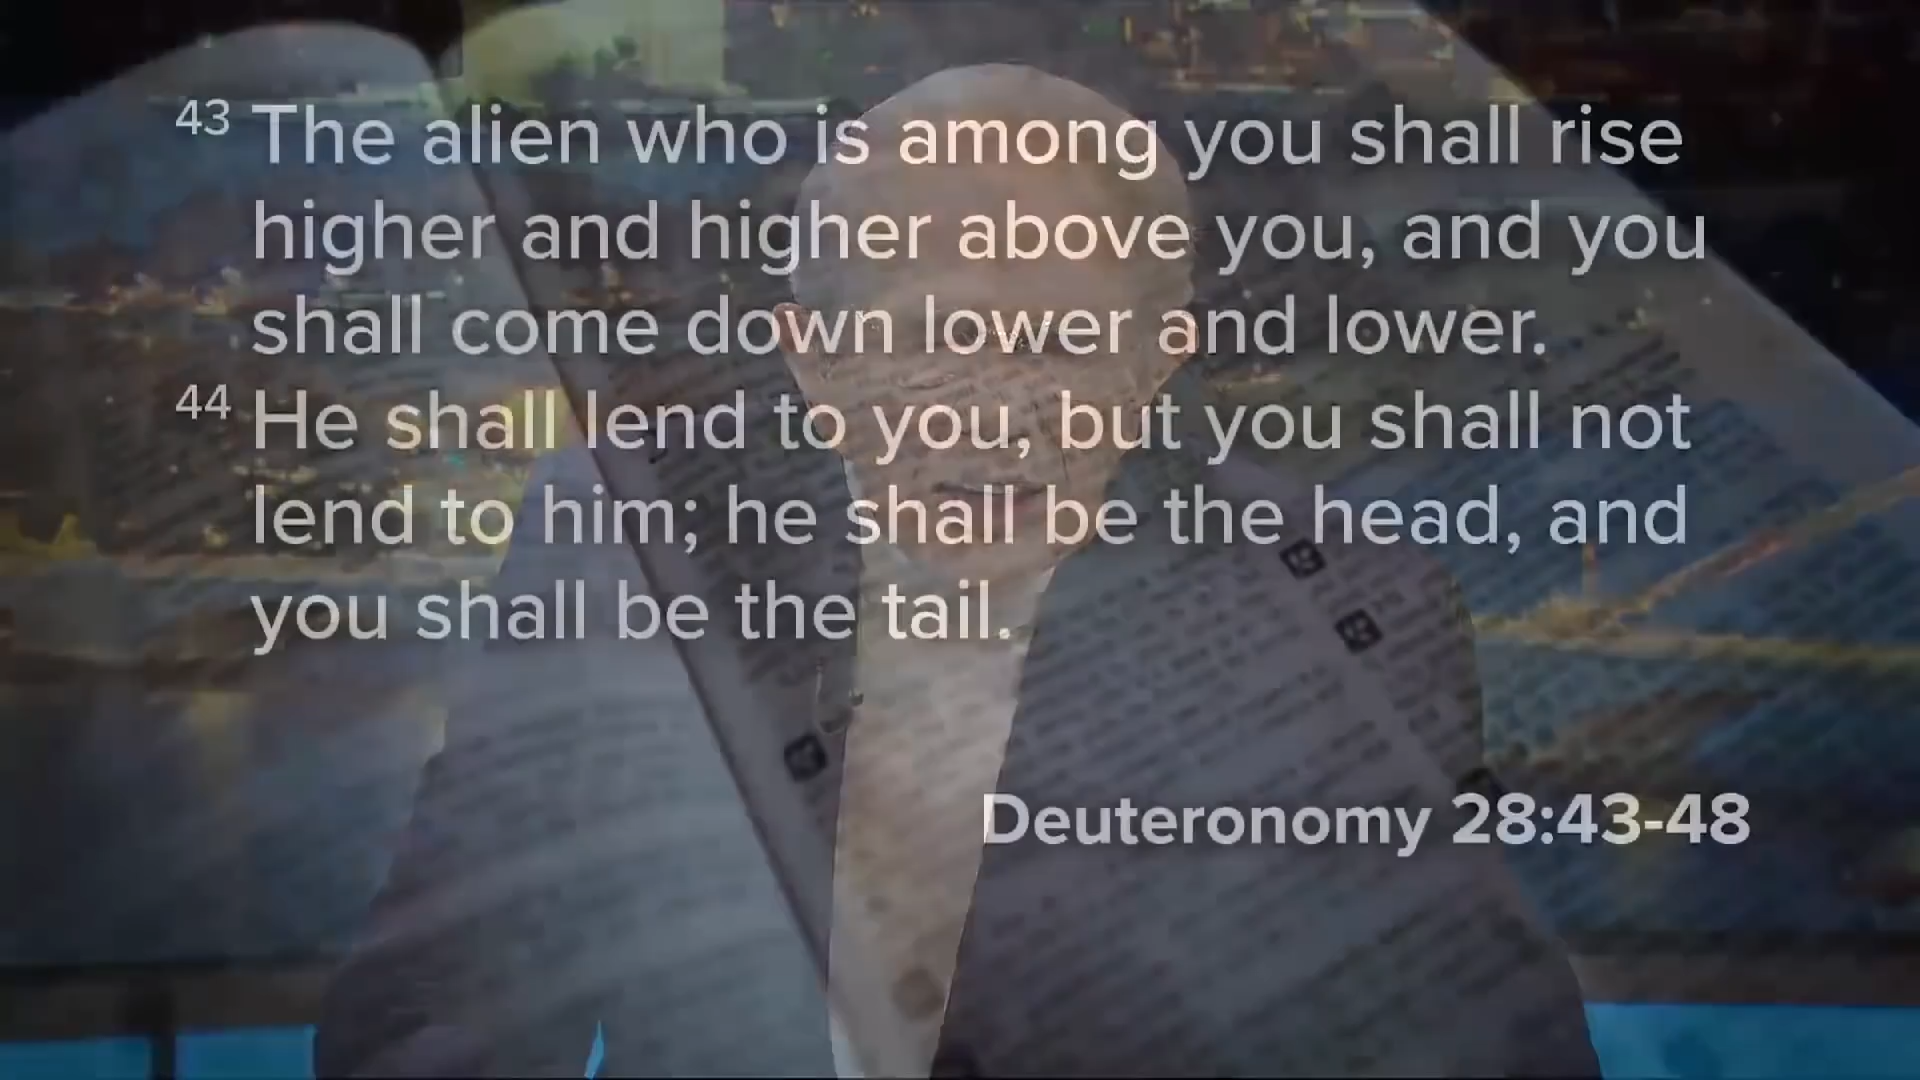 43 The alien who is among you shall rise
higher and higher above you, and you
shall come down lower and lower.
44 He shall lend to you, but you shall not
lend to him; he shall be the head, and
you shall be the tail.
Deuteronomy 28:43-48